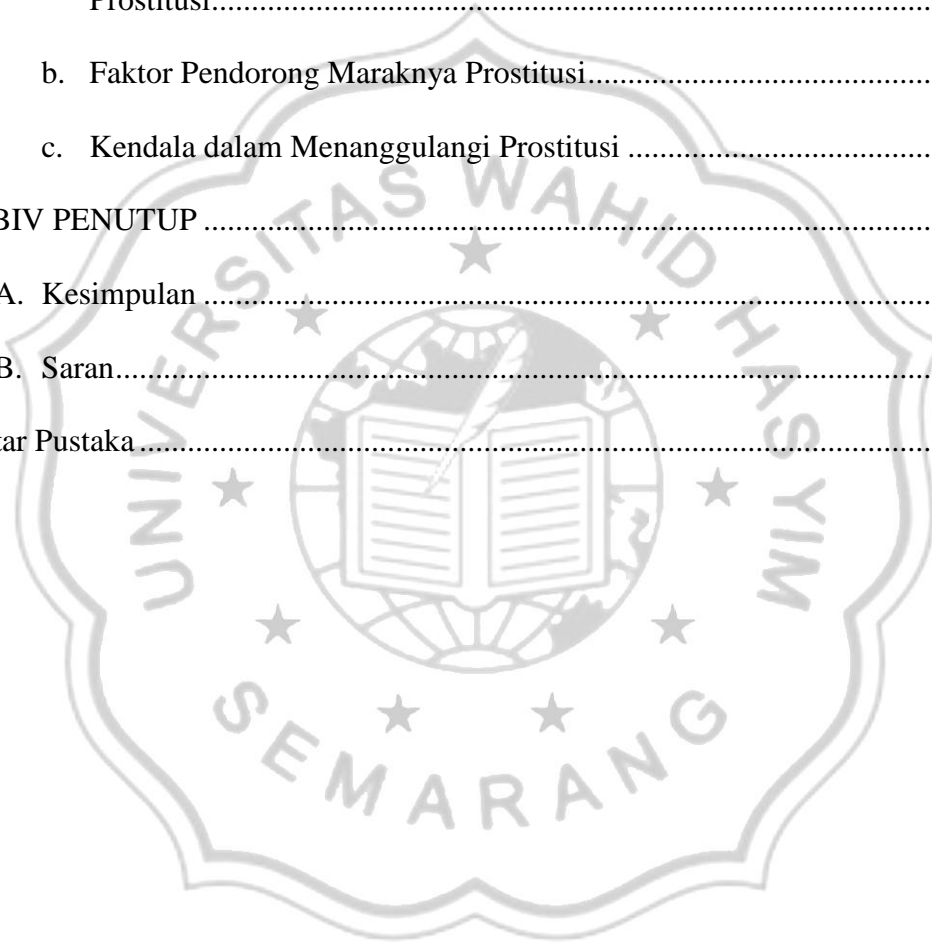 Prostitusi..........................................................................................
b. Faktor Pendorong Maraknya Prostitusi...........................................
c. Kendala dalam Menanggulangi Prostitusi ......................................
BIV PENUTUP .........................................................................................
A. Kesimpulan .........................................................................................
B. Saran....................................................................................................
tar Pustaka .................................................................................................
UNIVERSITAS WAHID HASYIM
SEMARANG